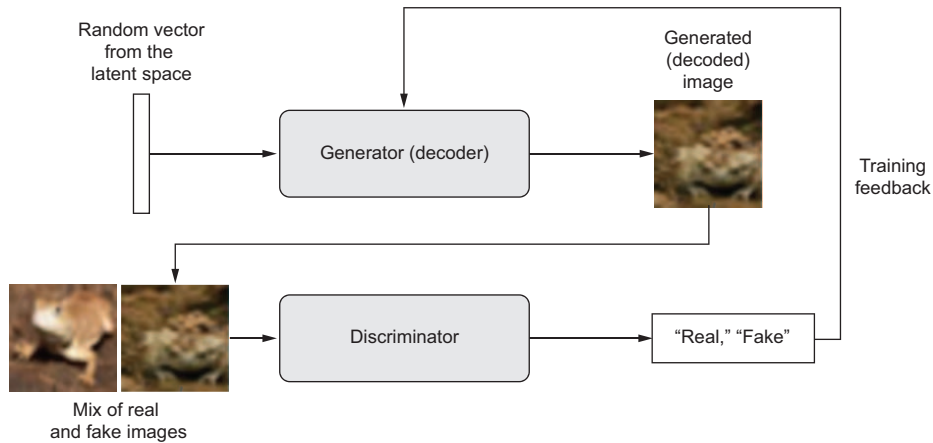 Random vector
from the
latent space
Generator (decoder)
Generated
(decoded)
image
Training
feedback
Mix of real
and fake images
Discriminator
“Real,” “Fake”